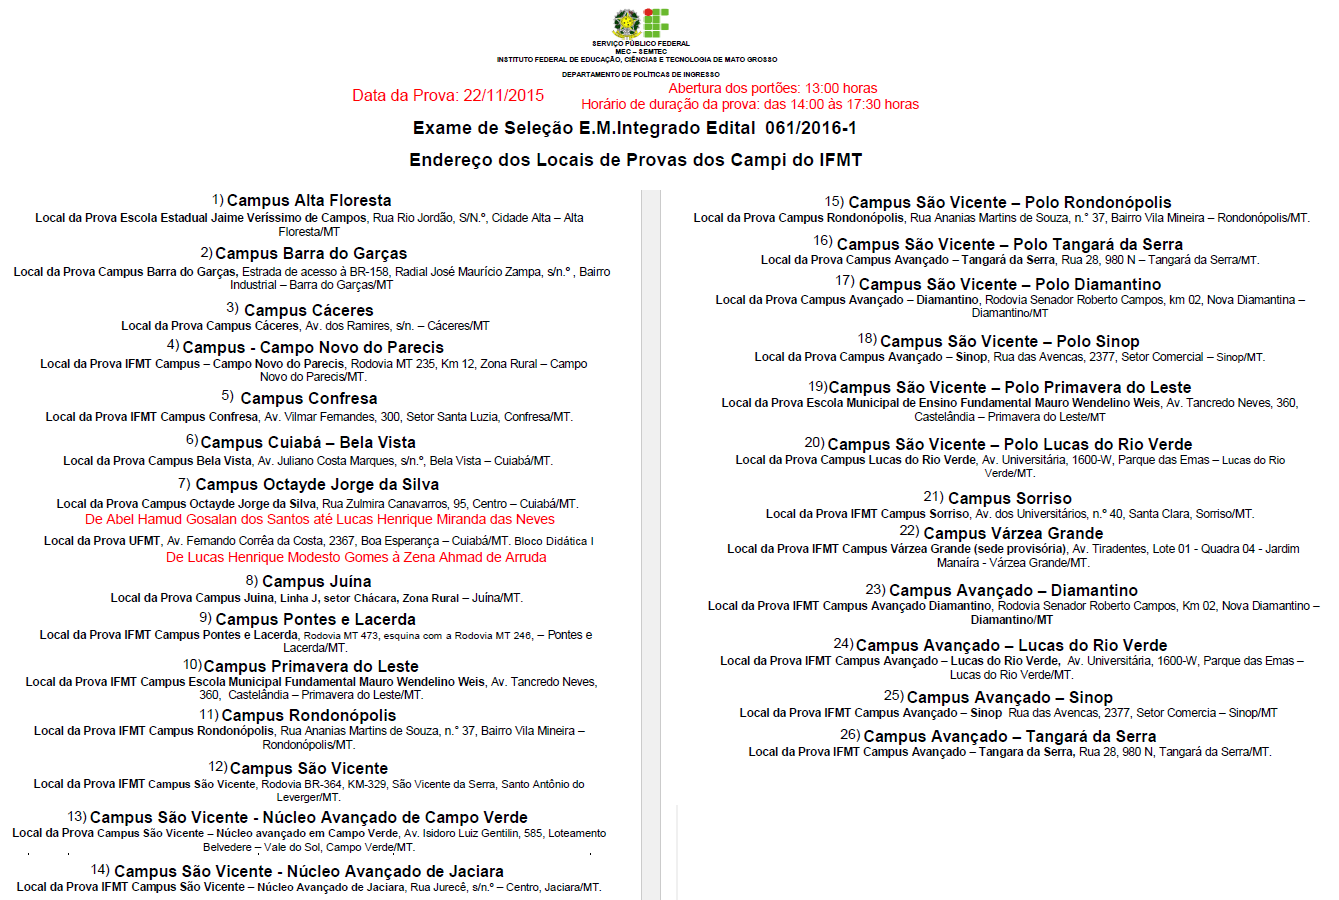 SERVIÇO PÚBLICO FEDERAL
MEC – SEMTEC
INSTITUTO FEDERAL DE EDUCAÇÃO, CIÊNCIAS E TECNOLOGIA DE MATO GROSSO
DEPARTAMENTO DE POLÍTICAS DE INGRESSO
Data da Prova: 22/11/2015
Abertura dos portões: 13:00 horas
Horário de duração da prova: das 14:00 às 17:30 horas
Exame de Seleção E.M.Integrado Edital 061/2016-1
Endereço dos Locais de Provas dos Campi do IFMT
1) Campus Alta Floresta
Local da Prova Escola Estadual Jaime Veríssimo de Campos, Rua Rio Jordão, S/N.º, Cidade Alta – Alta
Floresta/MT
2) Campus Barra do Garças
Local da Prova Campus Barra do Garças, Estrada de acesso à BR-158, Radial José Maurício Zampa, s/n.º , Bairro
Industrial – Barra do Garças/MT
3) Campus Cáceres
Local da Prova Campus Cáceres, Av. dos Ramires, s/n. – Cáceres/MT
4) Campus - Campo Novo do Parecis
Local da Prova IFMT Campus – Campo Novo do Parecis, Rodovia MT 235, Km 12, Zona Rural – Campo
Novo do Parecis/MT.
5) Campus Confresa
Local da Prova IFMT Campus Confresa, Av. Vilmar Fernandes, 300, Setor Santa Luzia, Confresa/MT.
6) Campus Cuiabá – Bela Vista
Local da Prova Campus Bela Vista, Av. Juliano Costa Marques, s/n.º, Bela Vista – Cuiabá/MT.
7) Campus Octayde Jorge da Silva
Local da Prova Campus Octayde Jorge da Silva, Rua Zulmira Canavarros, 95, Centro – Cuiabá/MT.
De Abel Hamud Gosalan dos Santos até Lucas Henrique Miranda das Neves
Local da Prova UFMT, Av. Fernando Corrêa da Costa, 2367, Boa Esperança – Cuiabá/MT. Bloco Didática I
De Lucas Henrique Modesto Gomes à Zena Ahmad de Arruda
8) Campus Juína
Local da Prova Campus Juina, Linha J, setor Chácara, Zona Rural – Juína/MT.
9) Campus Pontes e Lacerda
Local da Prova IFMT Campus Pontes e Lacerda, Rodovia MT 473, esquina com a Rodovia MT 246, – Pontes e
Lacerda/MT.
10) Campus Primavera do Leste
Local da Prova IFMT Campus Escola Municipal Fundamental Mauro Wendelino Weis, Av. Tancredo Neves,
360, Castelândia – Primavera do Leste/MT.
11) Campus Rondonópolis
Local da Prova IFMT Campus Rondonópolis, Rua Ananias Martins de Souza, n.° 37, Bairro Vila Mineira –
Rondonópolis/MT.
12) Campus São Vicente
Local da Prova IFMT Campus São Vicente, Rodovia BR-364, KM-329, São Vicente da Serra, Santo Antônio do
Leverger/MT.
13) Campus São Vicente - Núcleo Avançado de Campo Verde
Local da Prova Campus São Vicente – Núcleo avançado em Campo Verde, Av. Isidoro Luiz Gentilin, 585, Loteamento
Belvedere – Vale do Sol, Campo Verde/MT.
14) Campus São Vicente - Núcleo Avançado de Jaciara
Local da Prova IFMT Campus São Vicente – Núcleo Avançado de Jaciara, Rua Jurecê, s/n.º – Centro, Jaciara/MT.
15) Campus São Vicente – Polo Rondonópolis
Local da Prova Campus Rondonópolis, Rua Ananias Martins de Souza, n.° 37, Bairro Vila Mineira – Rondonópolis/MT.
16) Campus São Vicente – Polo Tangará da Serra
Local da Prova Campus Avançado – Tangará da Serra, Rua 28, 980 N – Tangará da Serra/MT.
17) Campus São Vicente – Polo Diamantino
Local da Prova Campus Avançado – Diamantino, Rodovia Senador Roberto Campos, km 02, Nova Diamantina –
Diamantino/MT
18) Campus São Vicente – Polo Sinop
Local da Prova Campus Avançado – Sinop, Rua das Avencas, 2377, Setor Comercial – Sinop/MT.
19) Campus São Vicente – Polo Primavera do Leste
Local da Prova Escola Municipal de Ensino Fundamental Mauro Wendelino Weis, Av. Tancredo Neves, 360,
Castelândia – Primavera do Leste/MT
20) Campus São Vicente – Polo Lucas do Rio Verde
Local da Prova Campus Lucas do Rio Verde, Av. Universitária, 1600-W, Parque das Emas – Lucas do Rio
Verde/MT.
21) Campus Sorriso
Local da Prova IFMT Campus Sorriso, Av. dos Universitários, n.º 40, Santa Clara, Sorriso/MT.
22) Campus Várzea Grande
Local da Prova IFMT Campus Várzea Grande (sede provisória), Av. Tiradentes, Lote 01 - Quadra 04 - Jardim
Manaíra - Várzea Grande/MT.
23) Campus Avançado – Diamantino
Local da Prova IFMT Campus Avançado Diamantino, Rodovia Senador Roberto Campos, Km 02, Nova Diamantino –
Diamantino/MT
24) Campus Avançado – Lucas do Rio Verde
Local da Prova IFMT Campus Avançado – Lucas do Rio Verde, Av. Universitária, 1600-W, Parque das Emas –
Lucas do Rio Verde/MT.
25) Campus Avançado – Sinop
Local da Prova IFMT Campus Avançado – Sinop Rua das Avencas, 2377, Setor Comercia – Sinop/MT
26) Campus Avançado – Tangará da Serra
Local da Prova IFMT Campus Avançado – Tangara da Serra, Rua 28, 980 N, Tangará da Serra/MT.